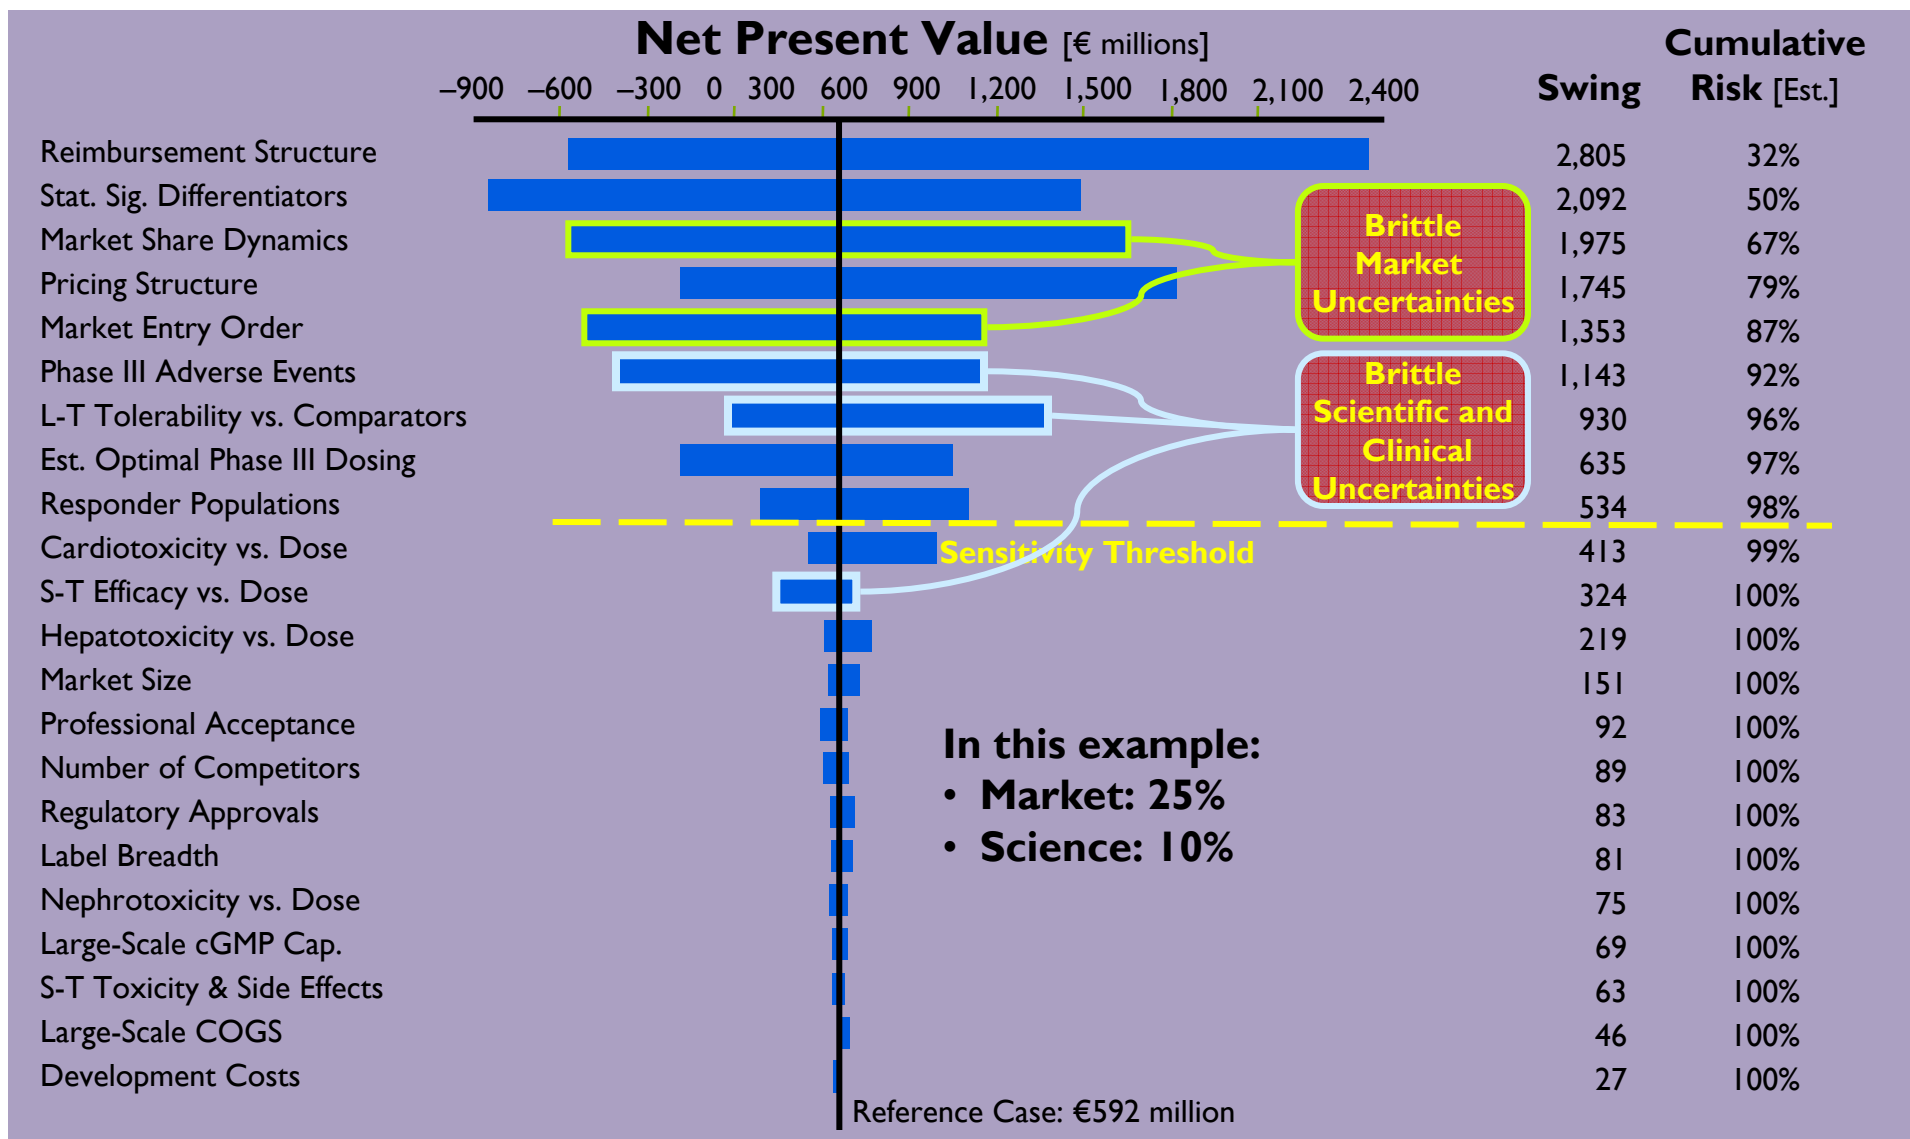 Net Present Value [€ millions]
Cumulative
Swing Risk [Est.]
–900 –600 –300 0 300 600 900 1,200 1,500 1,800 2,100 2,400
Reimbursement Structure 2,805 32%
Stat. Sig. Differentiators 2,092 50%
Market Share Dynamics 1,975 67%
Pricing Structure 1,745 79%
Market Entry Order 1,353 87%
Phase III Adverse Events 1,143 92%
L-T Tolerability vs. Comparators 930 96%
Est. Optimal Phase III Dosing 635 97%
Responder Populations 534 98%
Cardiotoxicity vs. Dose 413 99%
S-T Efficacy vs. Dose 324 100%
Hepatotoxicity vs. Dose 219 100%
Market Size 151 100%
Professional Acceptance 92 100%
Number of Competitors 89 100%
Regulatory Approvals 83 100%
Label Breadth 81 100%
Nephrotoxicity vs. Dose 75 100%
Large-Scale cGMP Cap. 69 100%
S-T Toxicity & Side Effects 63 100%
Large-Scale COGS 46 100%
Development Costs 27 100%
Brittle
Market
Uncertainties
Brittle
Scientific and
Clinical
Uncertainties
Sensitivity Threshold
In this example:
• Market: 25%
• Science: 10%
Reference Case: €592 million